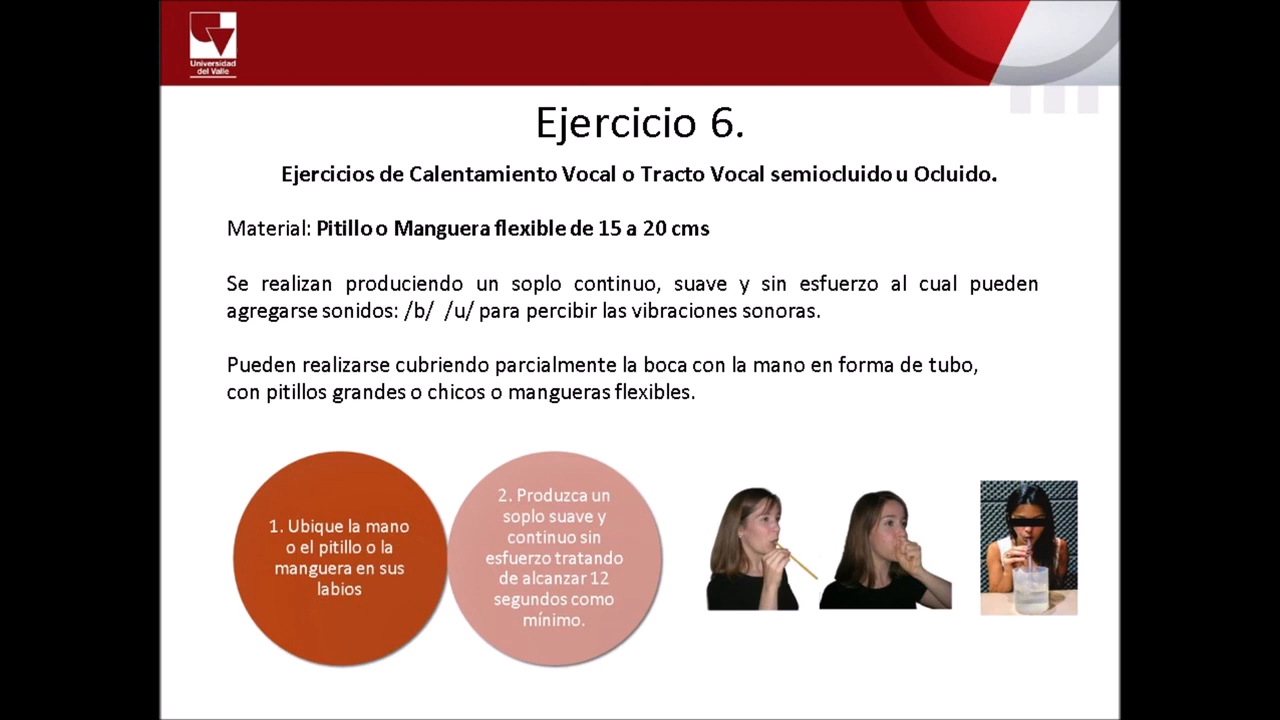 Universidad
del Valle
Ejercicio 6.
Ejercicios de Calentamiento Vocal o Tracto Vocal semiocluido u Ocluido.
Material: Pitillo o Manguera flexible de 15 a 20 cms
Se realizan produciendo un soplo continuo, suave y sin esfuerzo al cual pueden
agregarse sonidos: /b/ /u/ para percibir las vibraciones sonoras.
Pueden realizarse cubriendo parcialmente la boca con la mano en forma de tubo,
con pitillos grandes o chicos o mangueras flexibles.
1. Ubique la mano
o el pitillo o la
manguera en sus
labios
2. Produzca un
soplo suave y
continuo sin
esfuerzo tratando
de alcanzar 12
segundos como
mínimo.